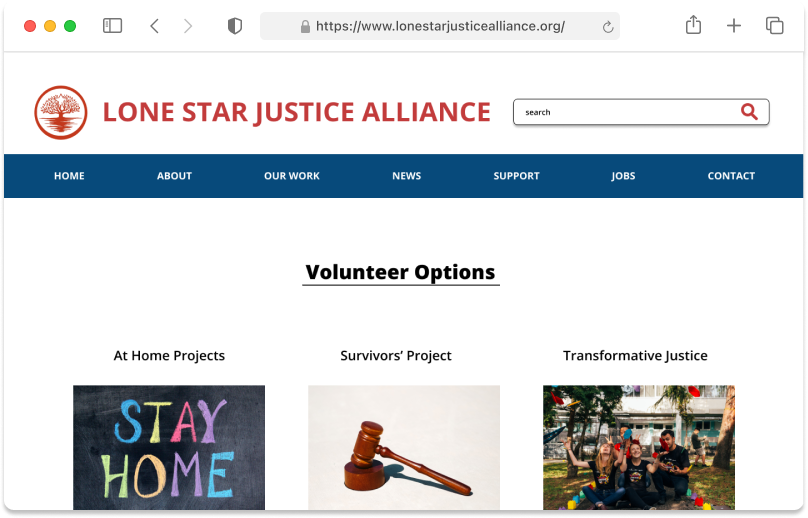 https://www.lonestarjusticealliance.org/
LONE STAR JUSTICE ALLIANCE
search
HOME ABOUT OUR WORK NEWS SUPPORT JOBS CONTACT
Volunteer Options
At Home Projects Survivors’ Project Transformative Justice
STAY
HOME